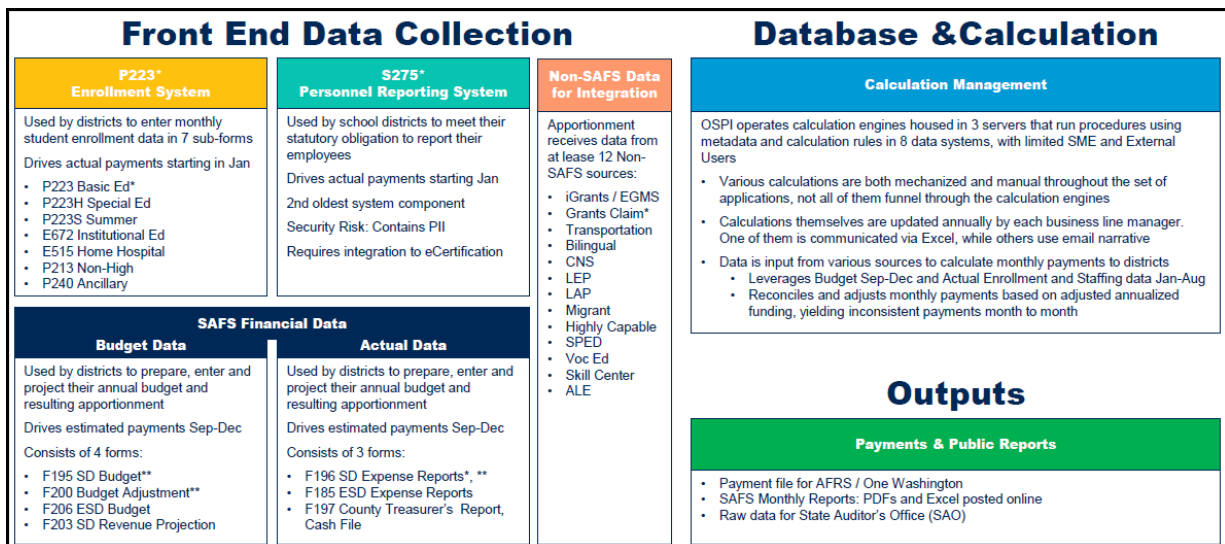 Front End Data Collection
P223*
Enrollment System
Used by districts to enter monthly
student enrollment data in 7 sub-forms
Drives actual payments starting in Jan
• P223 Basic Ed*
• P223H Special Ed
• P223S Summer
• E672 Institutional Ed
• E515 Home Hospital
• P213 Non-High
• P240 Ancillary
S275*
Personnel Reporting System
Used by school districts to meet their
statutory obligation to report their
employees
Drives actual payments starting Jan
2nd oldest system component
Security Risk: Contains PII
Requires integration to eCertification
Non-SAFS Data
for Integration
Apportionment
receives data from
at lease 12 Non-
SAFS sources:
• iGrants / EGMS
• Grants Claim*
• Transportation
• Bilingual
• CNS
• LEP
• LAP
• Migrant
• Highly Capable
• SPED
• Voc Ed
• Skill Center
• ALE
SAFS Financial Data
Budget Data
Used by districts to prepare, enter and
project their annual budget and
resulting apportionment
Drives estimated payments Sep-Dec
Consists of 4 forms:
• F195 SD Budget**
• F200 Budget Adjustment**
• F206 ESD Budget
• F203 SD Revenue Projection
Actual Data
Used by districts to prepare, enter and
project their annual budget and
resulting apportionment
Drives estimated payments Sep-Dec
Consists of 3 forms:
• F196 SD Expense Reports*, **
• F185 ESD Expense Reports
• F197 County Treasurer's Report,
Cash File
Database &Calculation
Calculation Management
OSPI operates calculation engines housed in 3 servers that run procedures using
metadata and calculation rules in 8 data systems, with limited SME and External
Users
• Various calculations are both mechanized and manual throughout the set of
applications, not all of them funnel through the calculation engines
• Calculations themselves are updated annually by each business line manager.
One of them is communicated via Excel, while others use email narrative
• Data is input from various sources to calculate monthly payments to districts
• Leverages Budget Sep-Dec and Actual Enrollment and Staffing data Jan-Aug
• Reconciles and adjusts monthly payments based on adjusted annualized
funding, yielding inconsistent payments month to month
Outputs
Payments & Public Reports
• Payment file for AFRS / One Washington
• SAFS Monthly Reports: PDFs and Excel posted online
• Raw data for State Auditor's Office (SAO)